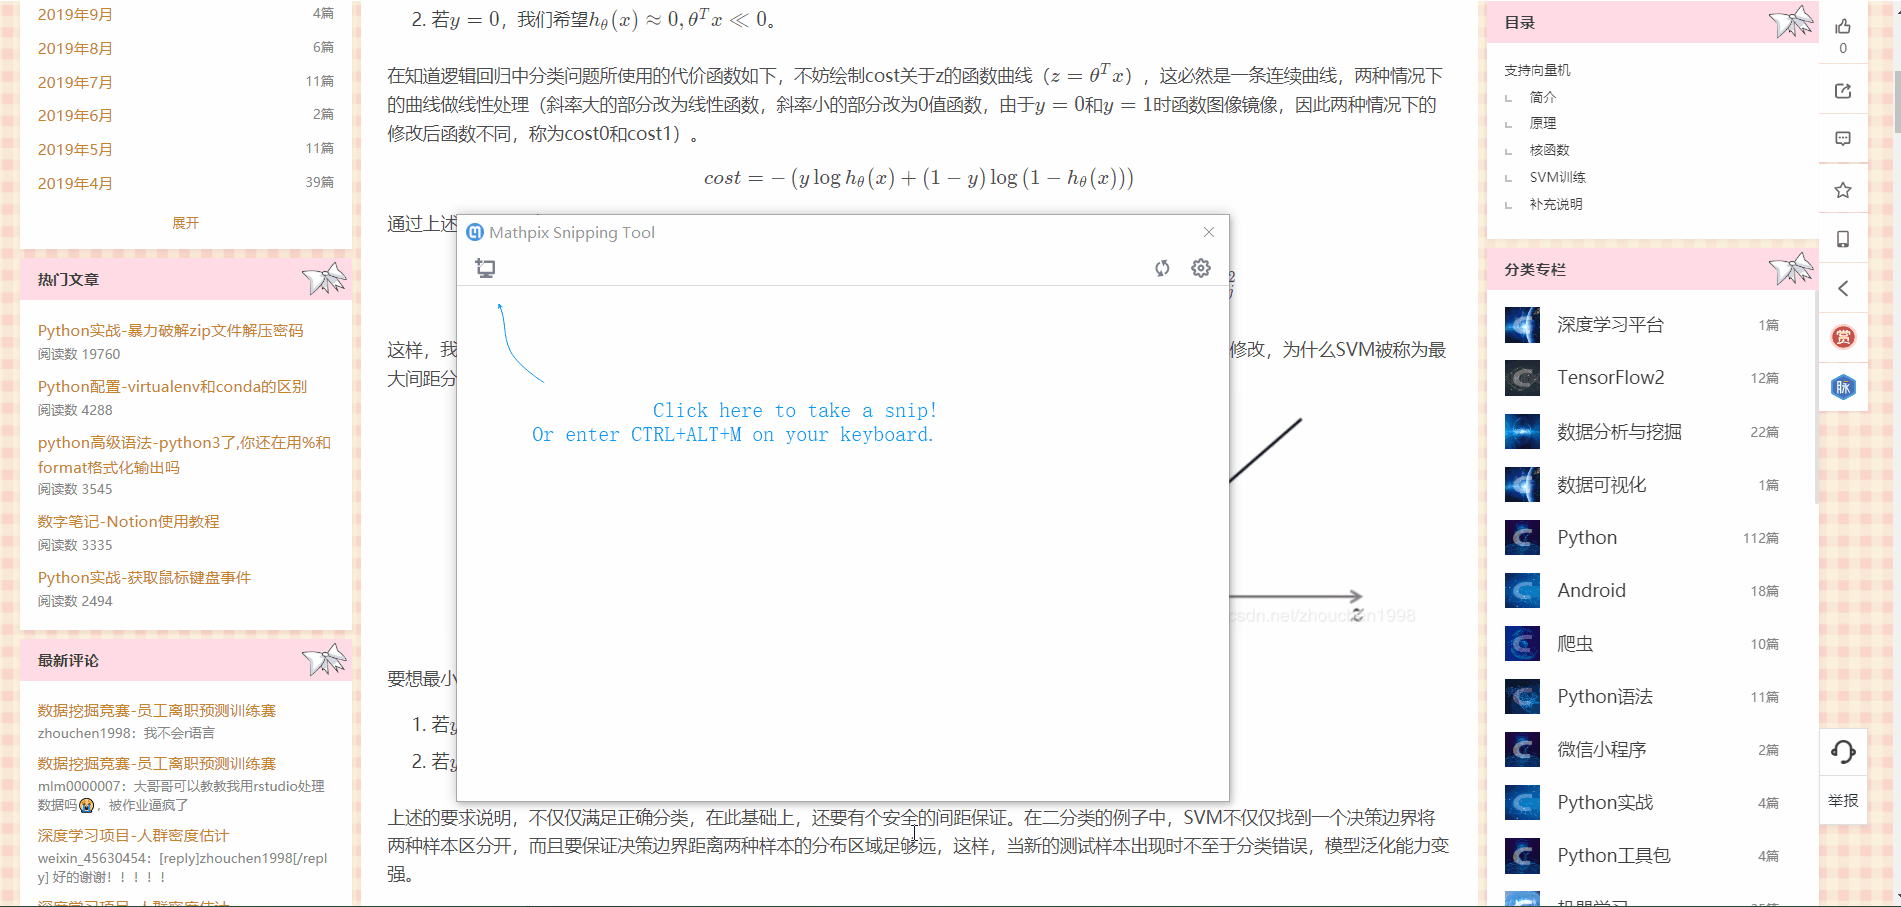 2019年9月 4篇
2019年8月 6篇
2019年7月 11篇
2019年6月 2篇
2019年5月 11篇
2019年4月 39篇
展开
热门文章
Python实战-暴力破解zip文件解压密码
阅读数 19760
Python配置-virtualenv和conda的区别
阅读数 4288
python高级语法-python3了,你还在用%和
format格式化输出吗
阅读数 3545
数字笔记-Notion使用教程
阅读数 3335
Python实战-获取鼠标键盘事件
阅读数 2494
最新评论
数据挖掘竞赛-员工离职预测训练赛
zhouchen1998：我不会r语言
数据挖掘竞赛-员工离职预测训练赛
mlm0000007：大哥哥可以教教我用rstudio处理
数据吗😭，被作业逼疯了
深度学习项目-人群密度估计
weixin_45630454：[reply]zhouchen1998[/repl
y] 好的谢谢！！！！！
深度学习项目-人群密度估计
2. 若y = 0，我们希望hθ(x) ≈ 0, θᵀx ≪ 0。
在知道逻辑回归中分类问题所使用的代价函数如下，不妨绘制cost关于z的函数曲线（z = θᵀx），这必然是一条连续曲线，两种情况下
的曲线做线性处理（斜率大的部分改为线性函数，斜率小的部分改为0值函数，由于y = 0和y = 1时函数图像镜像，因此两种情况下的
修改后函数不同，称为cost0和cost1）。
cost = − (y log hθ(x) + (1 − y) log (1 − hθ(x)))
通过上述
Mathpix Snipping Tool
2
j
这样，我 修改，为什么SVM被称为最
大间距分
Click here to take a snip!
Or enter CTRL+ALT+M on your keyboard.
z
csdn.net/zhouchen1998
要想最小
1. 若y
2. 若y
上述的要求说明，不仅仅满足正确分类，在此基础上，还要有个安全的间距保证。在二分类的例子中，SVM不仅仅找到一个决策边界将
两种样本区分开，而且要保证决策边界距离两种样本的分布区域足够远，这样，当新的测试样本出现时不至于分类错误，模型泛化能力变
强。
目录
支持向量机
简介
原理
核函数
SVM训练
补充说明
分类专栏
深度学习平台 1篇
TensorFlow2 12篇
数据分析与挖掘 22篇
数据可视化 1篇
Python 112篇
Android 18篇
爬虫 10篇
Python语法 11篇
微信小程序 2篇
Python实战 4篇
Python工具包 4篇
机器学习
0
赏
脉
举报